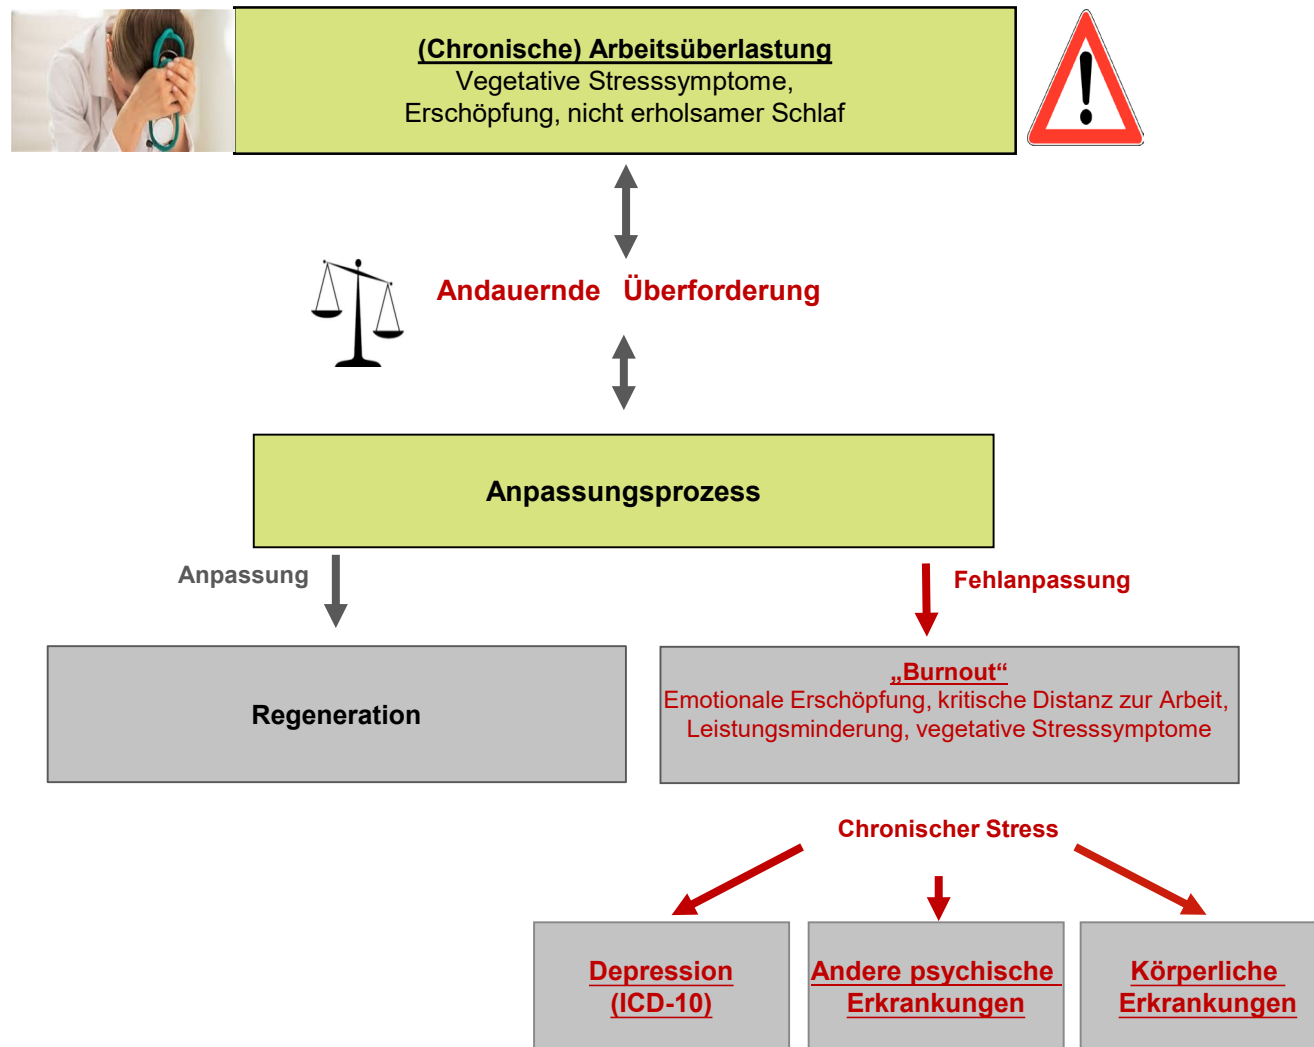 (Chronische) Arbeitsüberlastung
Vegetative Stresssymptome,
Erschöpfung, nicht erholsamer Schlaf
Andauernde Überforderung
Anpassungsprozess
Anpassung
Fehlanpassung
Regeneration
„Burnout“
Emotionale Erschöpfung, kritische Distanz zur Arbeit,
Leistungsminderung, vegetative Stresssymptome
Chronischer Stress
Depression
(ICD-10)
Andere psychische
Erkrankungen
Körperliche
Erkrankungen